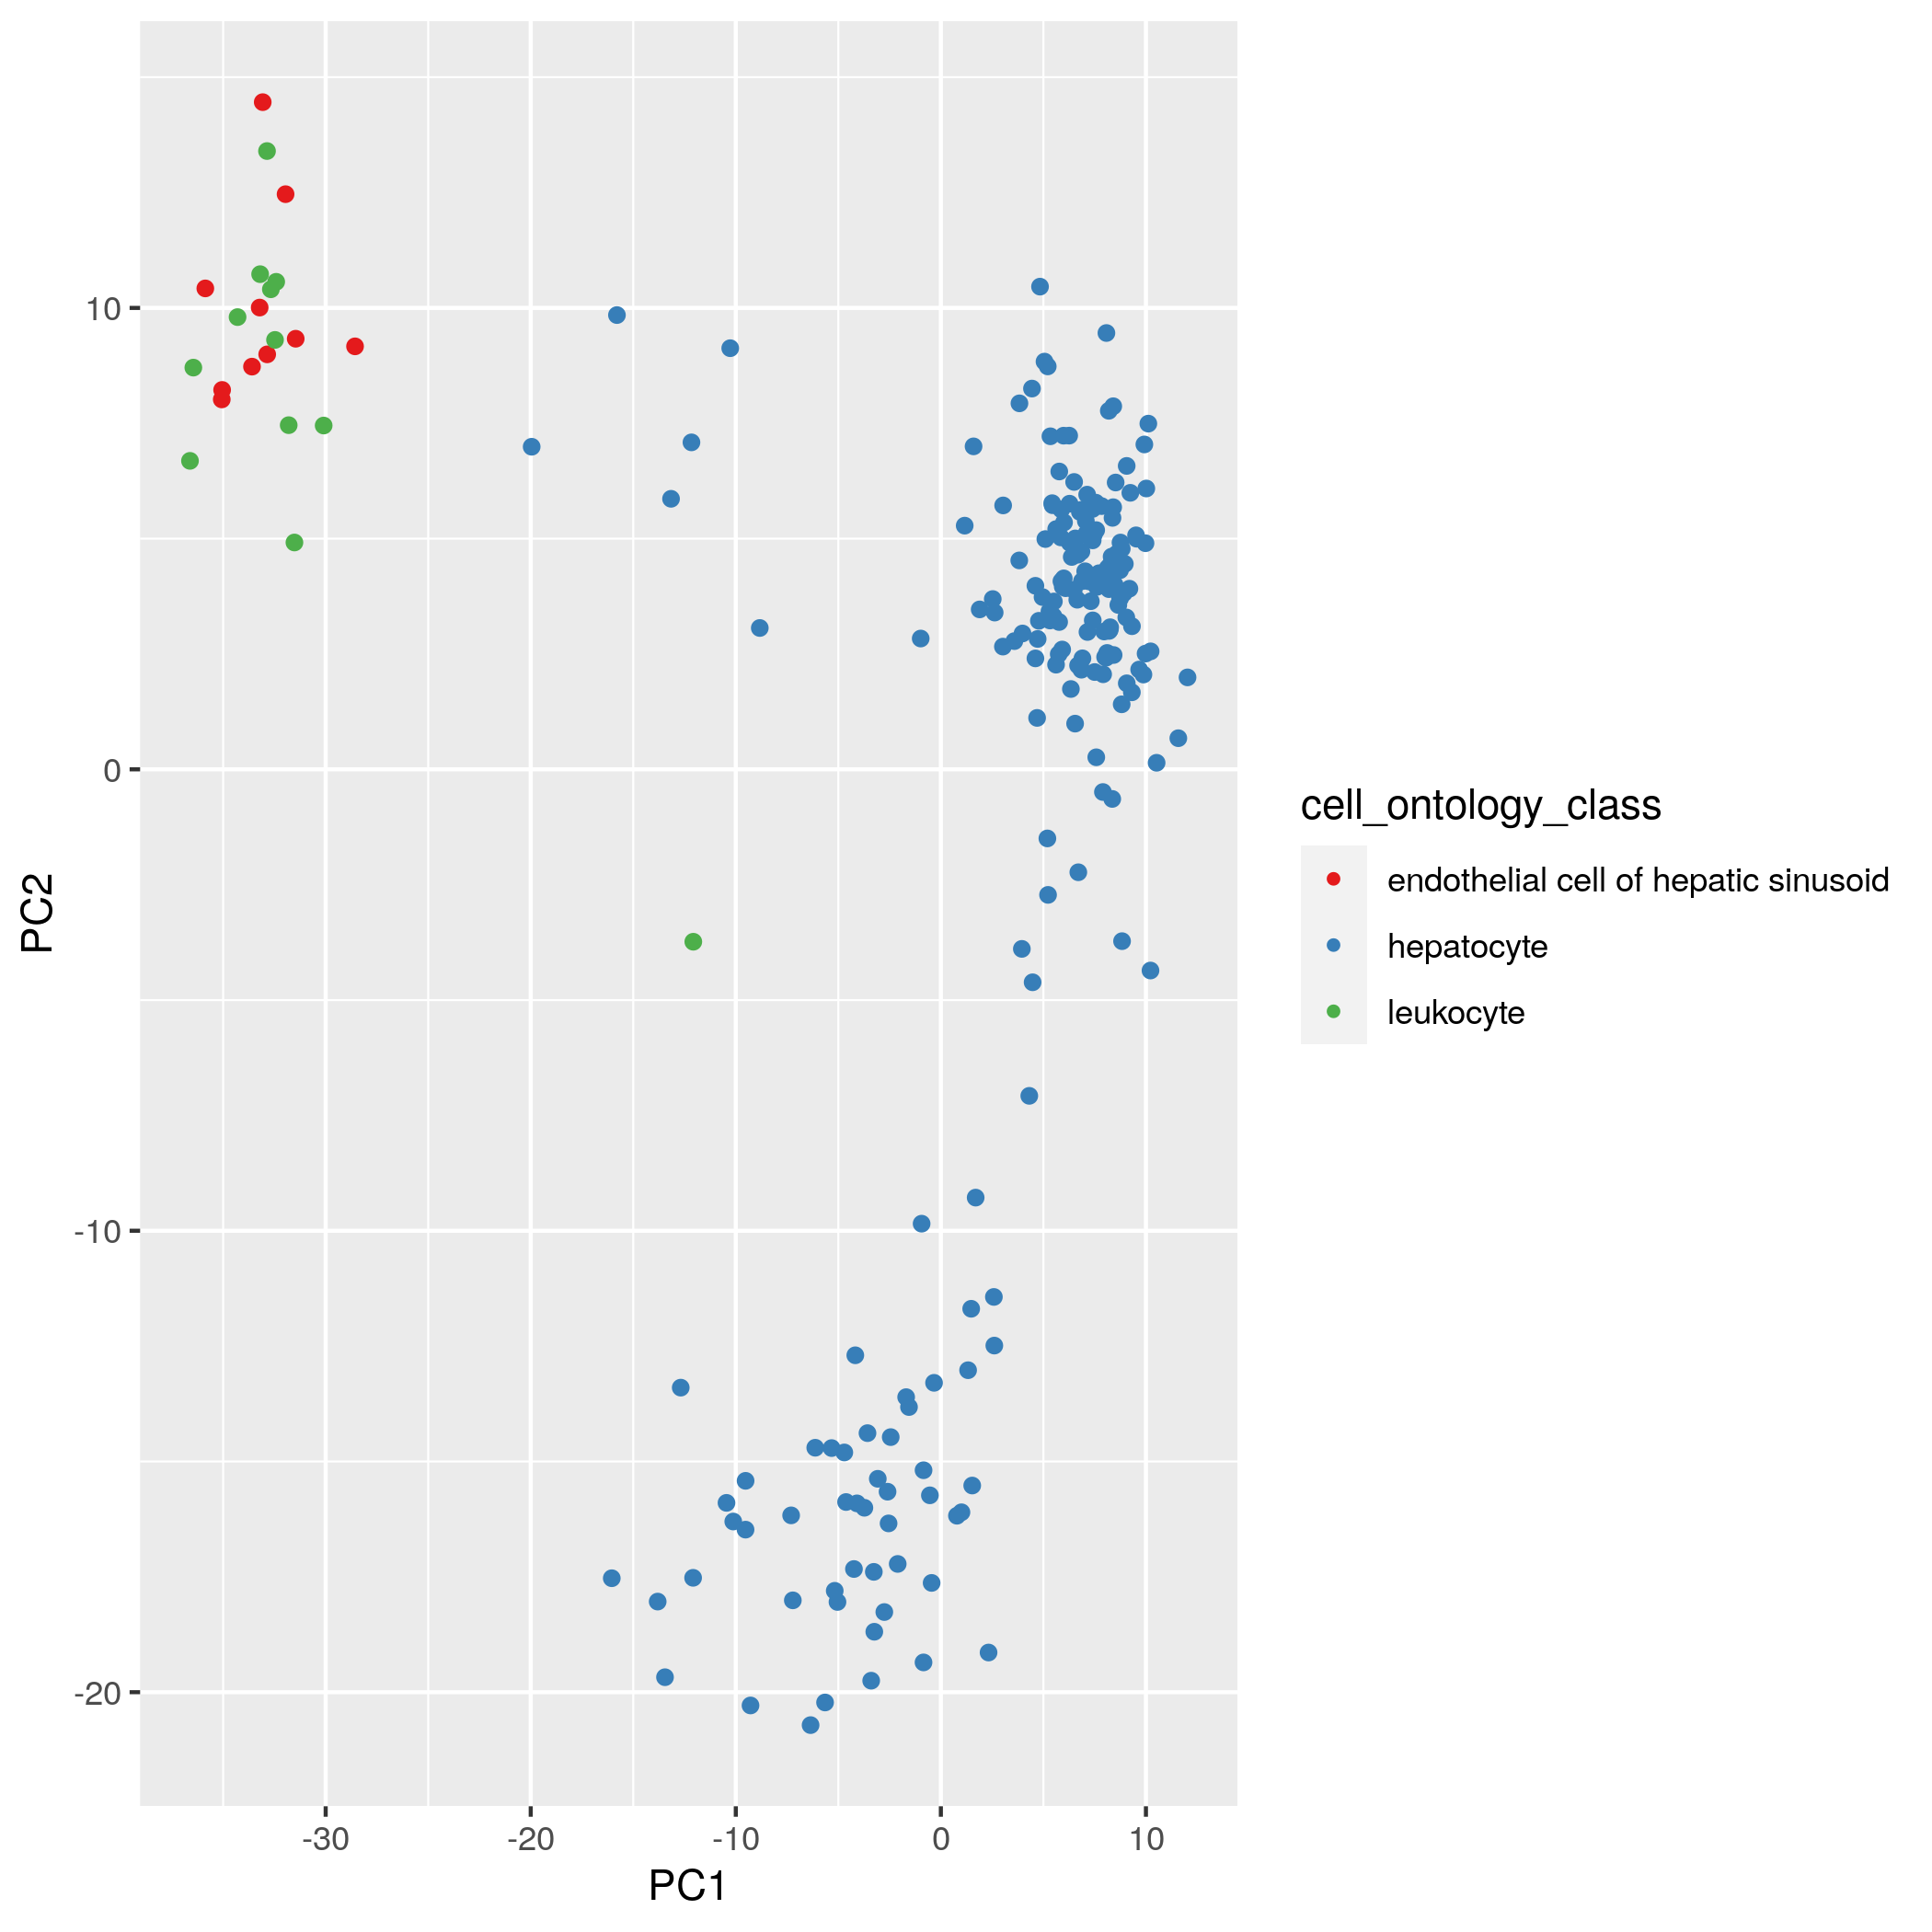 10
0
-10
-20
PC2
-30
-20
-10
0
10
PC1
cell_ontology_class
endothelial cell of hepatic sinusoid
hepatocyte
leukocyte